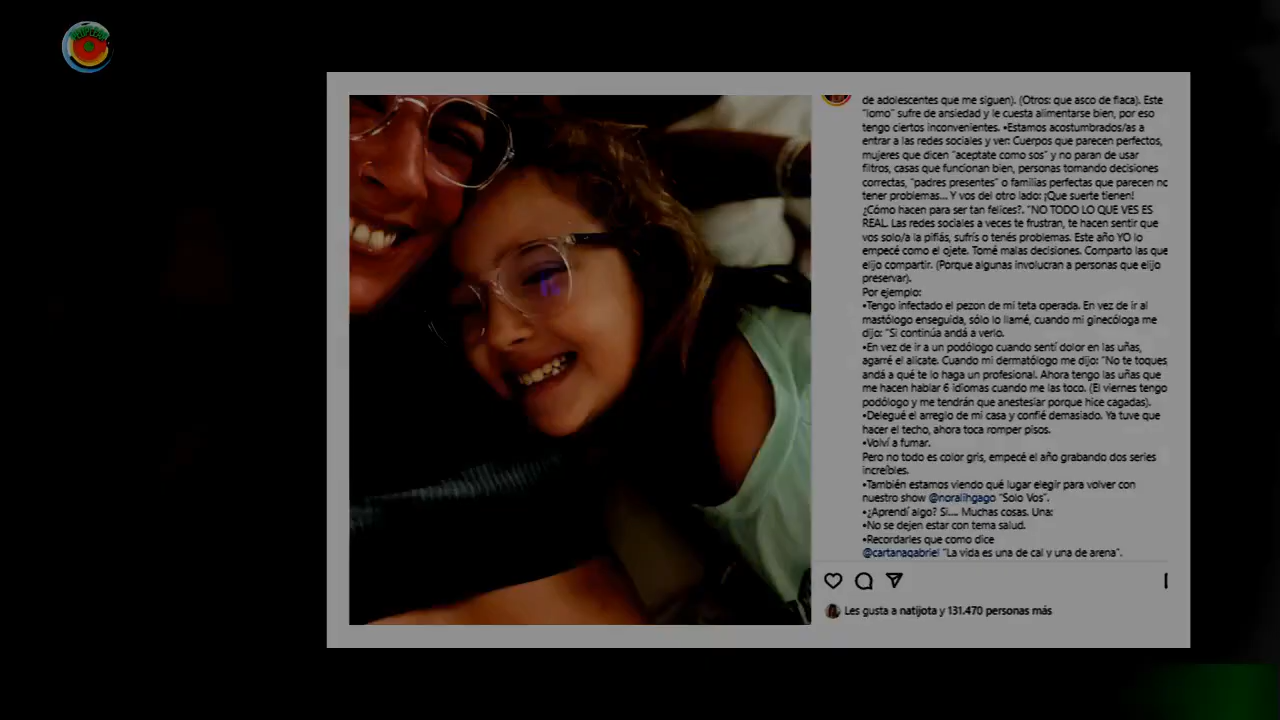 de adolescentes que me siguen). (Otros: que asco de flaca). Este
"lomo" sufre de ansiedad y le cuesta alimentarse bien, por eso
tengo ciertos inconvenientes. •Estamos acostumbrados/as a
entrar a las redes sociales y ver: Cuerpos que parecen perfectos,
mujeres que dicen "aceptate como sos" y no paran de usar
filtros, casas que funcionan bien, personas tomando decisiones
correctas, "padres presentes" o familias perfectas que parecen no
tener problemas... Y vos del otro lado: ¡Que suerte tienen!
¿Cómo hacen para ser tan felices?. "NO TODO LO QUE VES ES
REAL. Las redes sociales a veces te frustran, te hacen sentir que
vos solo/a la pifiás, sufrís o tenés problemas. Este año YO lo
empecé como el ojete. Tomé malas decisiones. Comparto las que
elijo compartir. (Porque algunas involucran a personas que elijo
preservar).
Por ejemplo:
•Tengo infectado el pezon de mi teta operada. En vez de ir al
mastólogo enseguida, sólo lo llamé, cuando mi ginecóloga me
dijo: "Si continúa andá a verlo.
•En vez de ir a un podólogo cuando sentí dolor en las uñas,
agarré el alicate. Cuando mi dermatólogo me dijo: "No te toques
andá a qué te lo haga un profesional. Ahora tengo las uñas que
me hacen hablar 6 idiomas cuando me las toco. (El viernes tengo
podólogo y me tendrán que anestesiar porque hice cagadas).
•Delegué el arreglo de mi casa y confié demasiado. Ya tuve que
hacer el techo, ahora toca romper pisos.
•Volví a fumar.
Pero no todo es color gris, empecé el año grabando dos series
increíbles.
•También estamos viendo qué lugar elegir para volver con
nuestro show @noralihgago "Solo Vos".
•¿Aprendí algo? Si.... Muchas cosas. Una:
•No se dejen estar con tema salud.
•Recordarles que como dice
@cartanagabriel "La vida es una de cal y una de arena".
Les gusta a natijota y 131.470 personas más